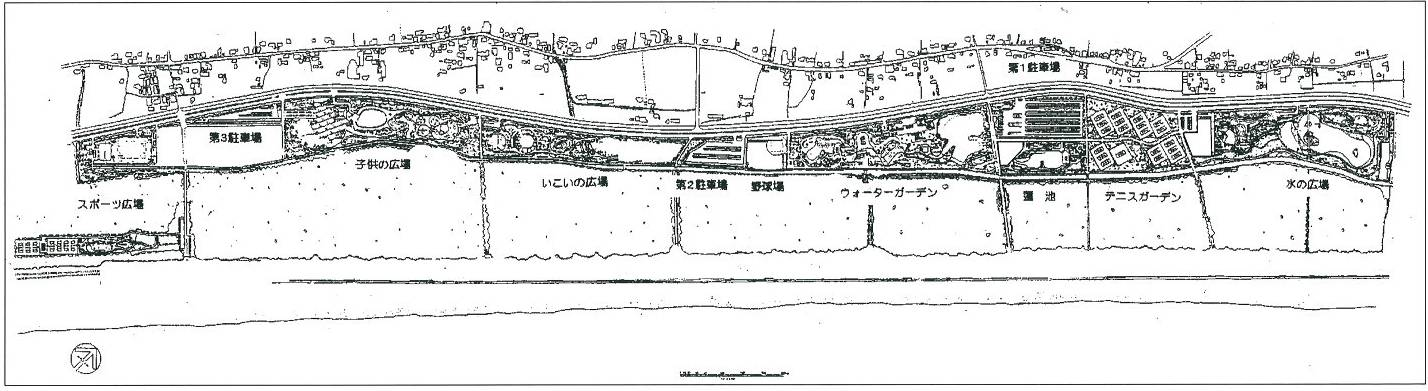 第1駐車場
第3駐車場
子供の広場
いこいの広場
第2駐車場
野球場
ウォーターガーデン
蓮池
テニスガーデン
水の広場
スポーツ広場